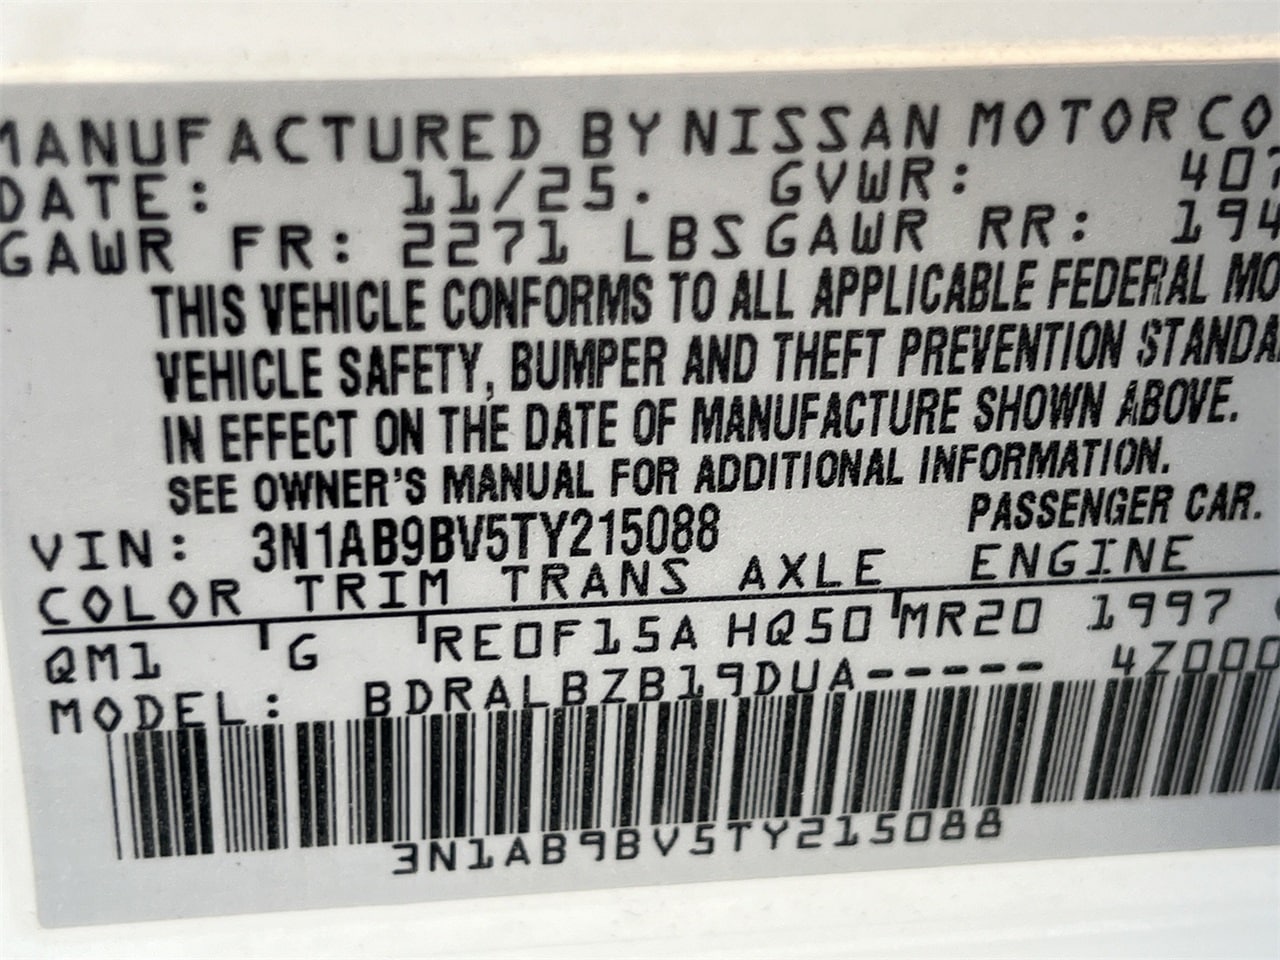 MANUFACTURED BY NISSAN MOTOR CO
DATE: 11/25. GVWR: 407
GAWR FR: 2271 LBS GAWR RR: 194
THIS VEHICLE CONFORMS TO ALL APPLICABLE FEDERAL MO
VEHICLE SAFETY, BUMPER AND THEFT PREVENTION STANDA
IN EFFECT ON THE DATE OF MANUFACTURE SHOWN ABOVE.
SEE OWNER'S MANUAL FOR ADDITIONAL INFORMATION.
VIN: 3N1AB9BV5TY215088 PASSENGER CAR.
COLOR TRIM TRANS AXLE ENGINE
QM1 G RE0F15A HQ50 MR20 1997
MODEL: BDRALBZB19DUA----- 4Z000
3N1AB9BV5TY215088